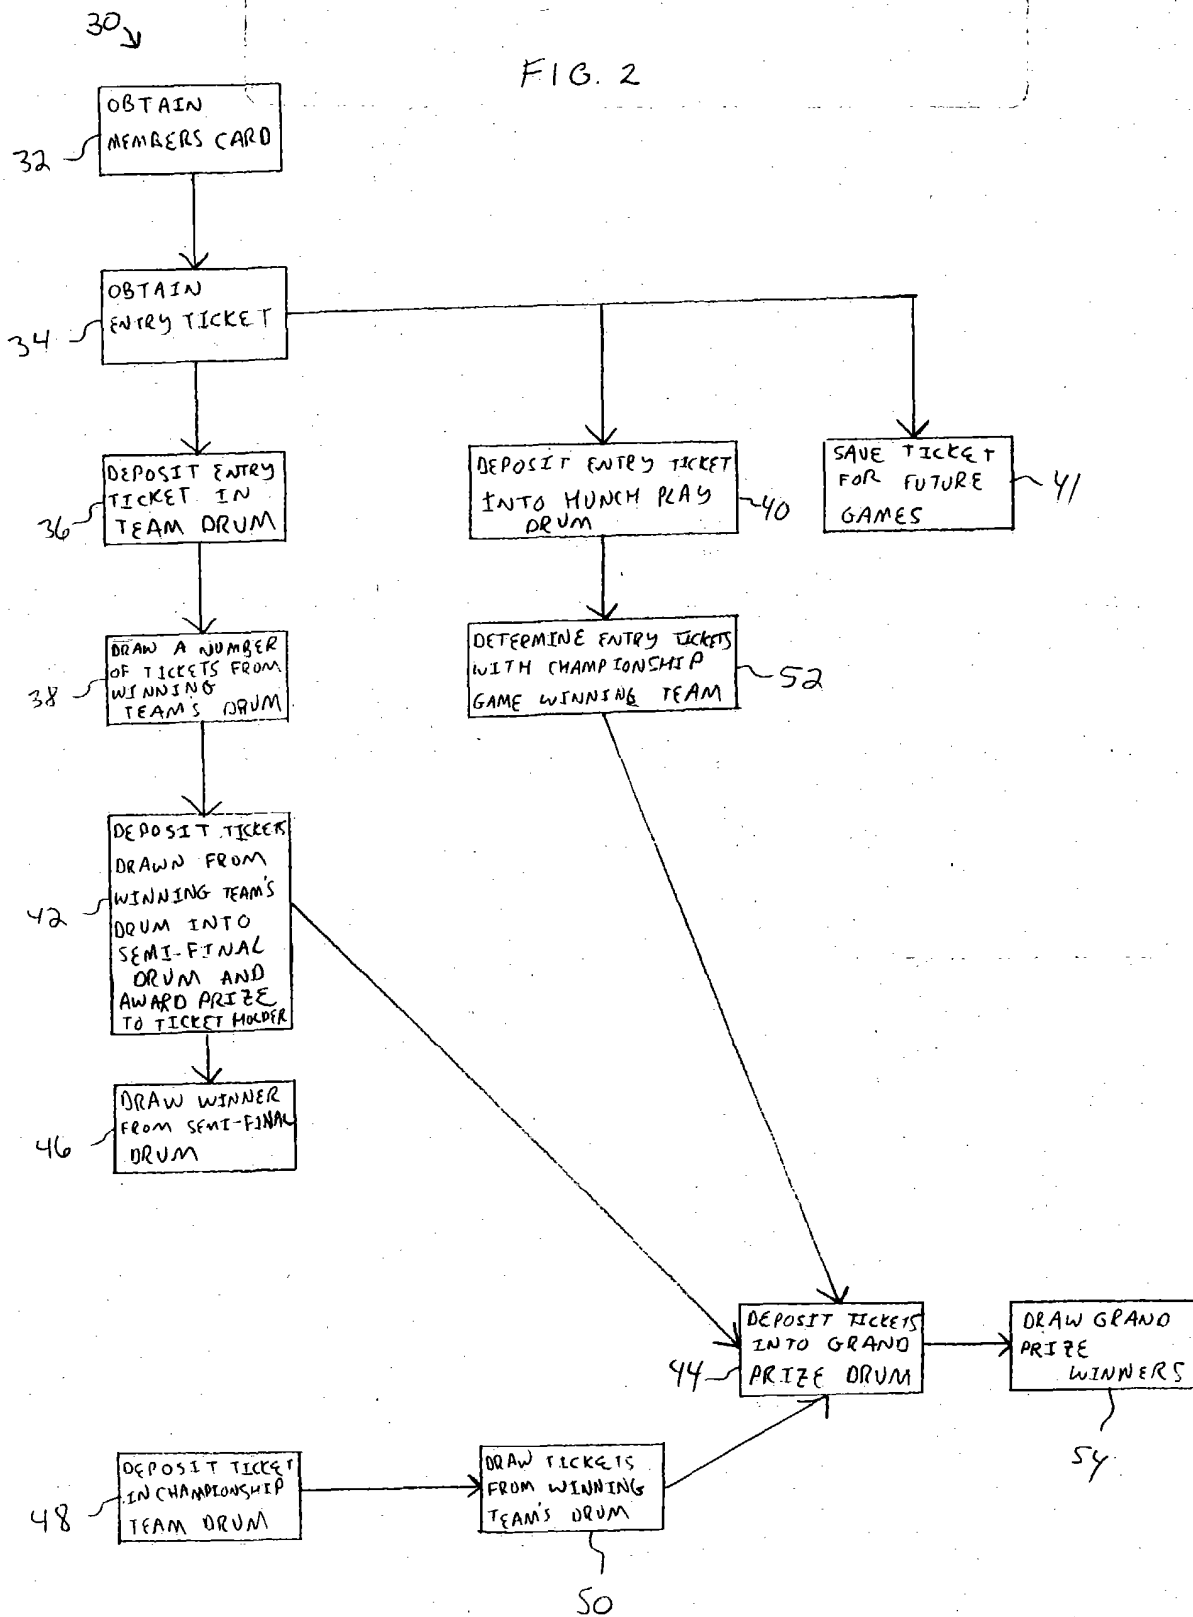 30
FIG. 2
OBTAIN
MEMBERS CARD
32
OBTAIN
ENTRY TICKET
34
DEPOSIT ENTRY
TICKET IN
TEAM DRUM
36
DEPOSIT ENTRY TICKET
INTO MUNCH PLAY
DRUM
40
SAVE TICKET
FOR FUTURE
GAMES
41
DRAW A NUMBER
OF TICKETS FROM
WINNING
TEAM'S DRUM
38
DETERMINE ENTRY TICKETS
WITH CHAMPIONSHIP
GAME WINNING TEAM
52
DEPOSIT TICKETS
DRAWN FROM
WINNING TEAM'S
DRUM INTO
SEMI-FINAL
DRUM AND
AWARD PRIZE
TO TICKET HOLDER
42
DRAW WINNER
FROM SEMI-FINAL
DRUM
46
DEPOSIT TICKETS
INTO GRAND
PRIZE DRUM
44
DRAW GRAND
PRIZE
WINNERS
54
DEPOSIT TICKET
IN CHAMPIONSHIP
TEAM DRUM
48
DRAW TICKETS
FROM WINNING
TEAM'S DRUM
50